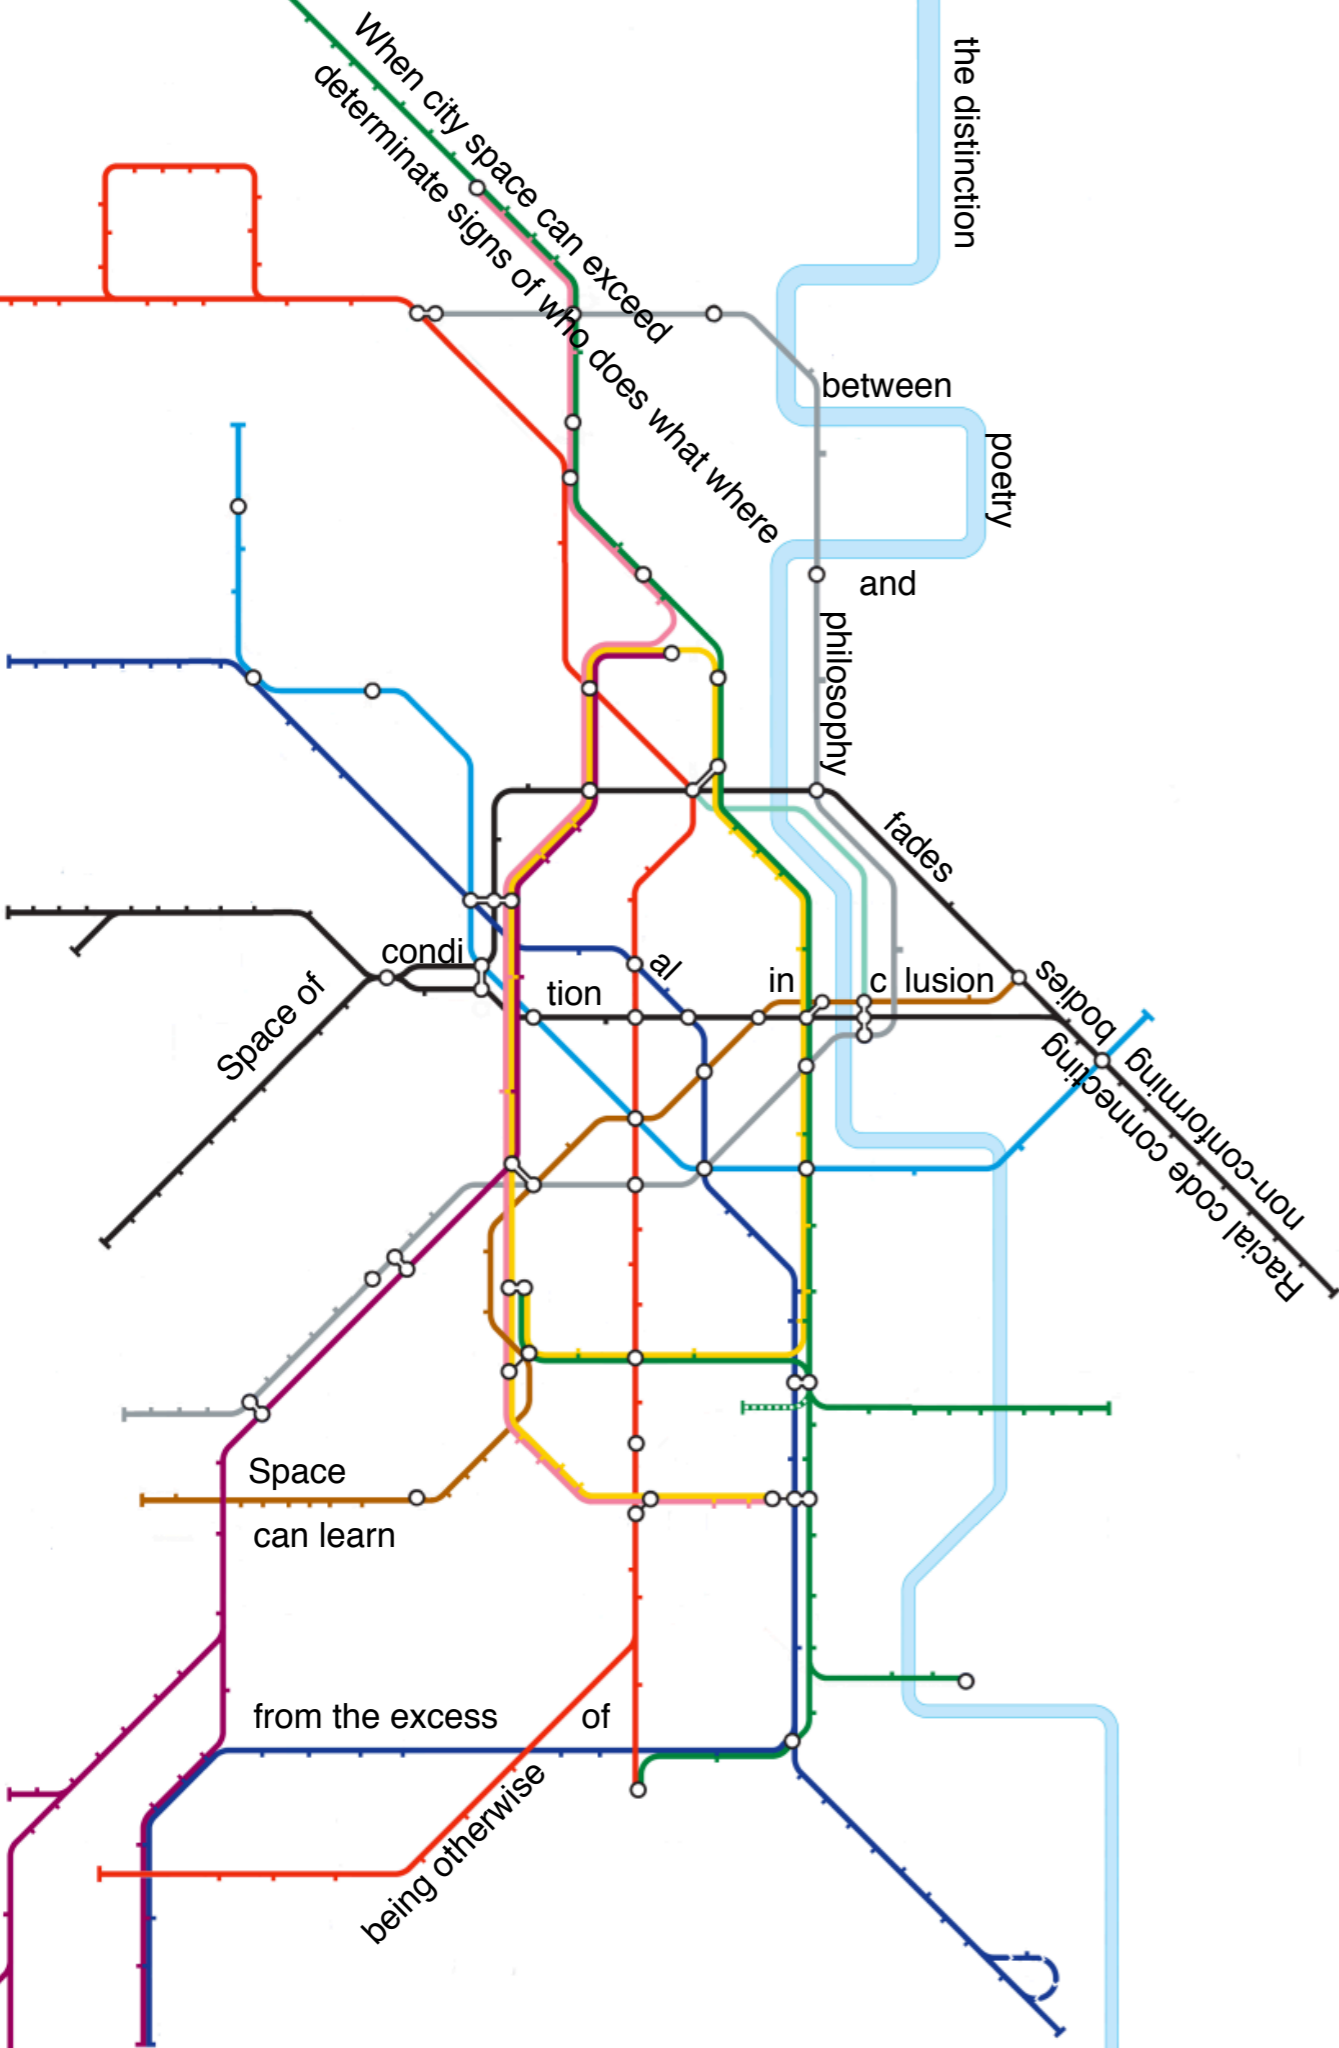 When city space can exceed
determinate signs of who does what where
the distinction
between
poetry
and
philosophy
fades
Space of
condi
tion
al
in
c
lusion
bodies
non-conforming
Racial code connecting
Space
can learn
from the excess
of
being otherwise